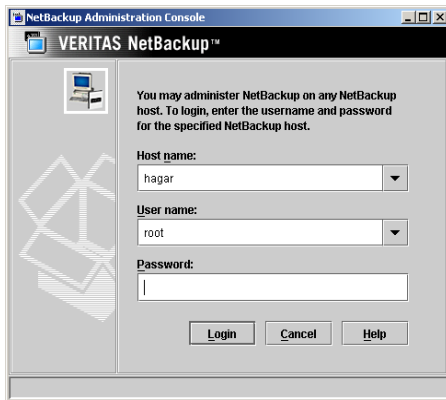 NetBackup Administration Console
VERITAS NetBackup™
You may administer NetBackup on any NetBackup
host. To login, enter the username and password
for the specified NetBackup host.
Host name:
hagar
User name:
root
Password:
Login Cancel Help